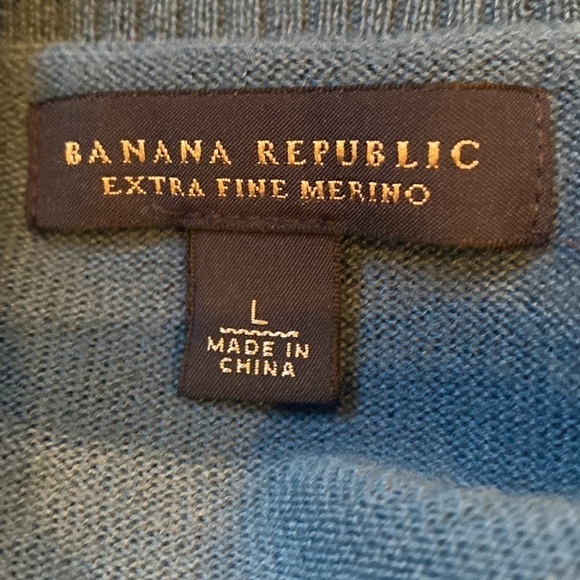 BANANA REPUBLIC
EXTRA FINE MERINO
L
MADE IN
CHINA